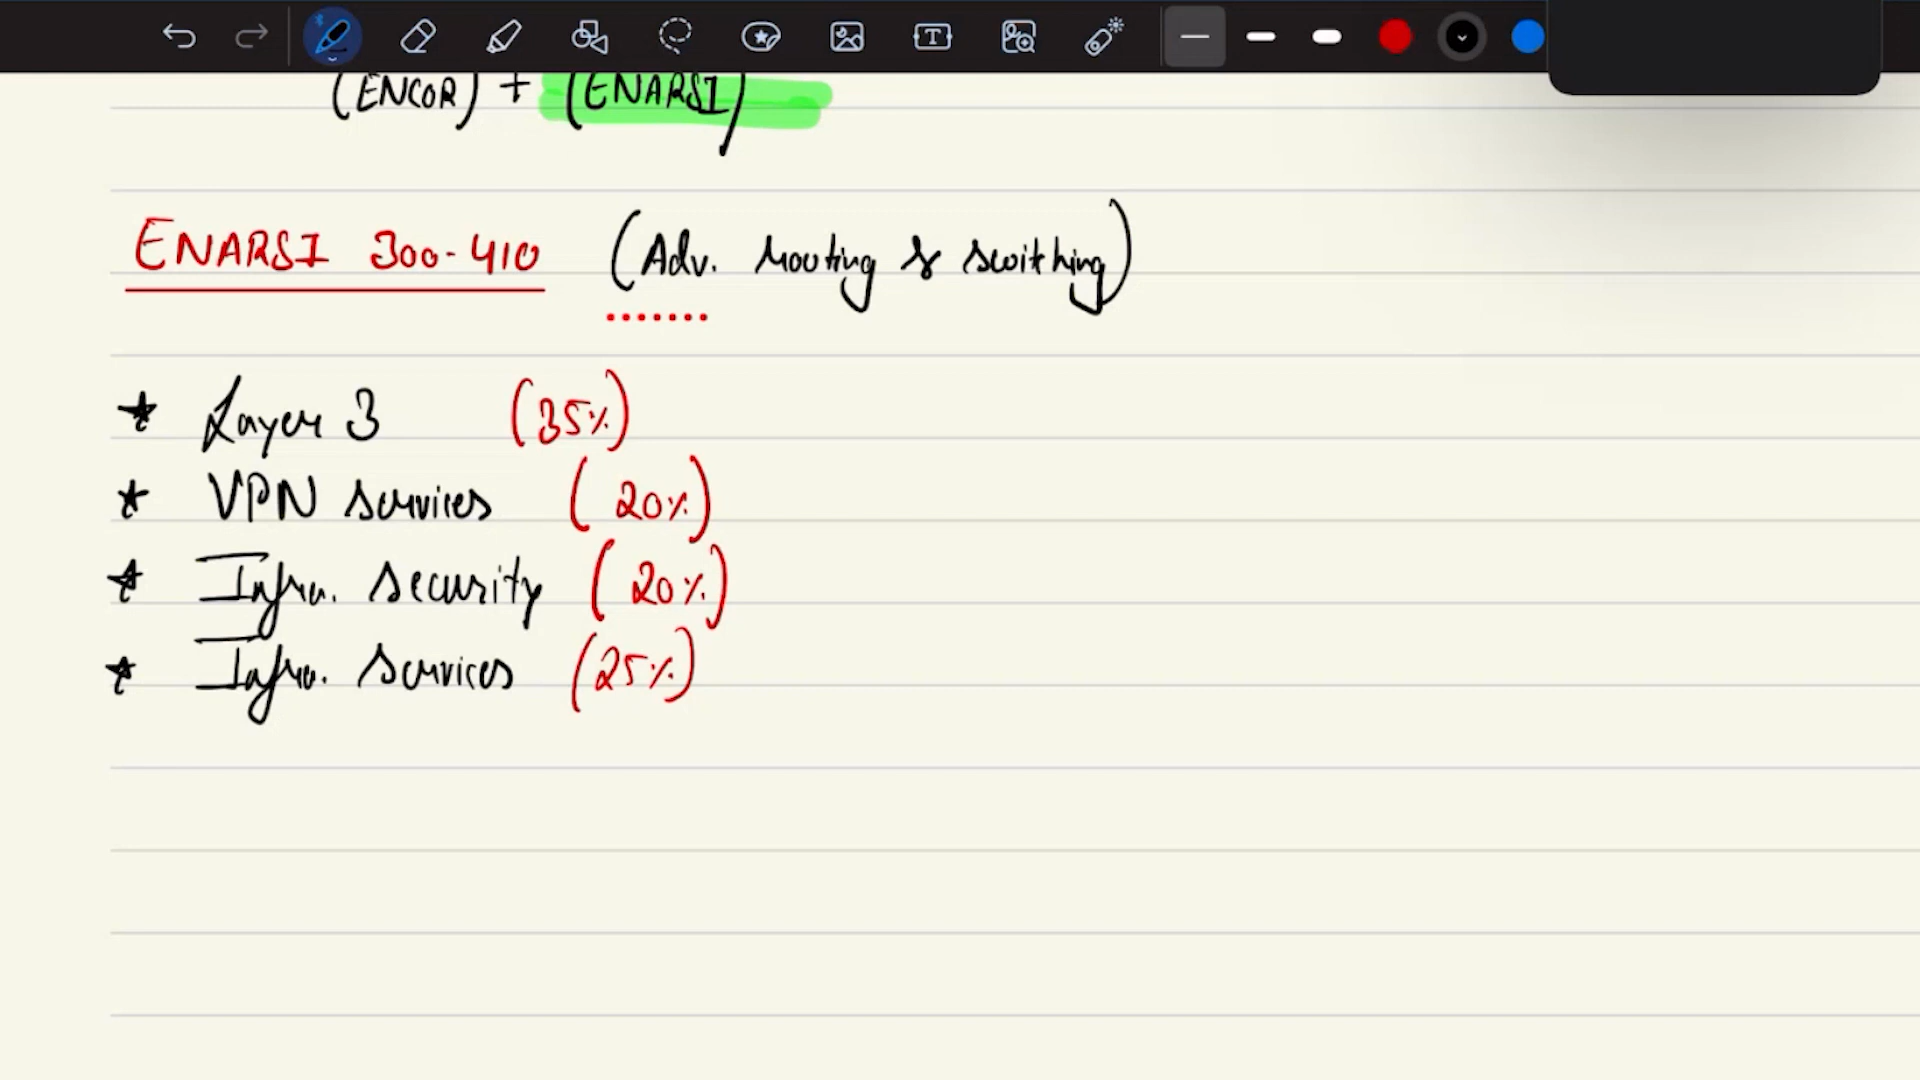 (ENCOR) + (ENARSI)
ENARSI 300-410 (Adv. routing & switching)
★ Layer 3 (35%)
★ VPN services (20%)
★ Infra. security (20%)
★ Infra. services (25%)